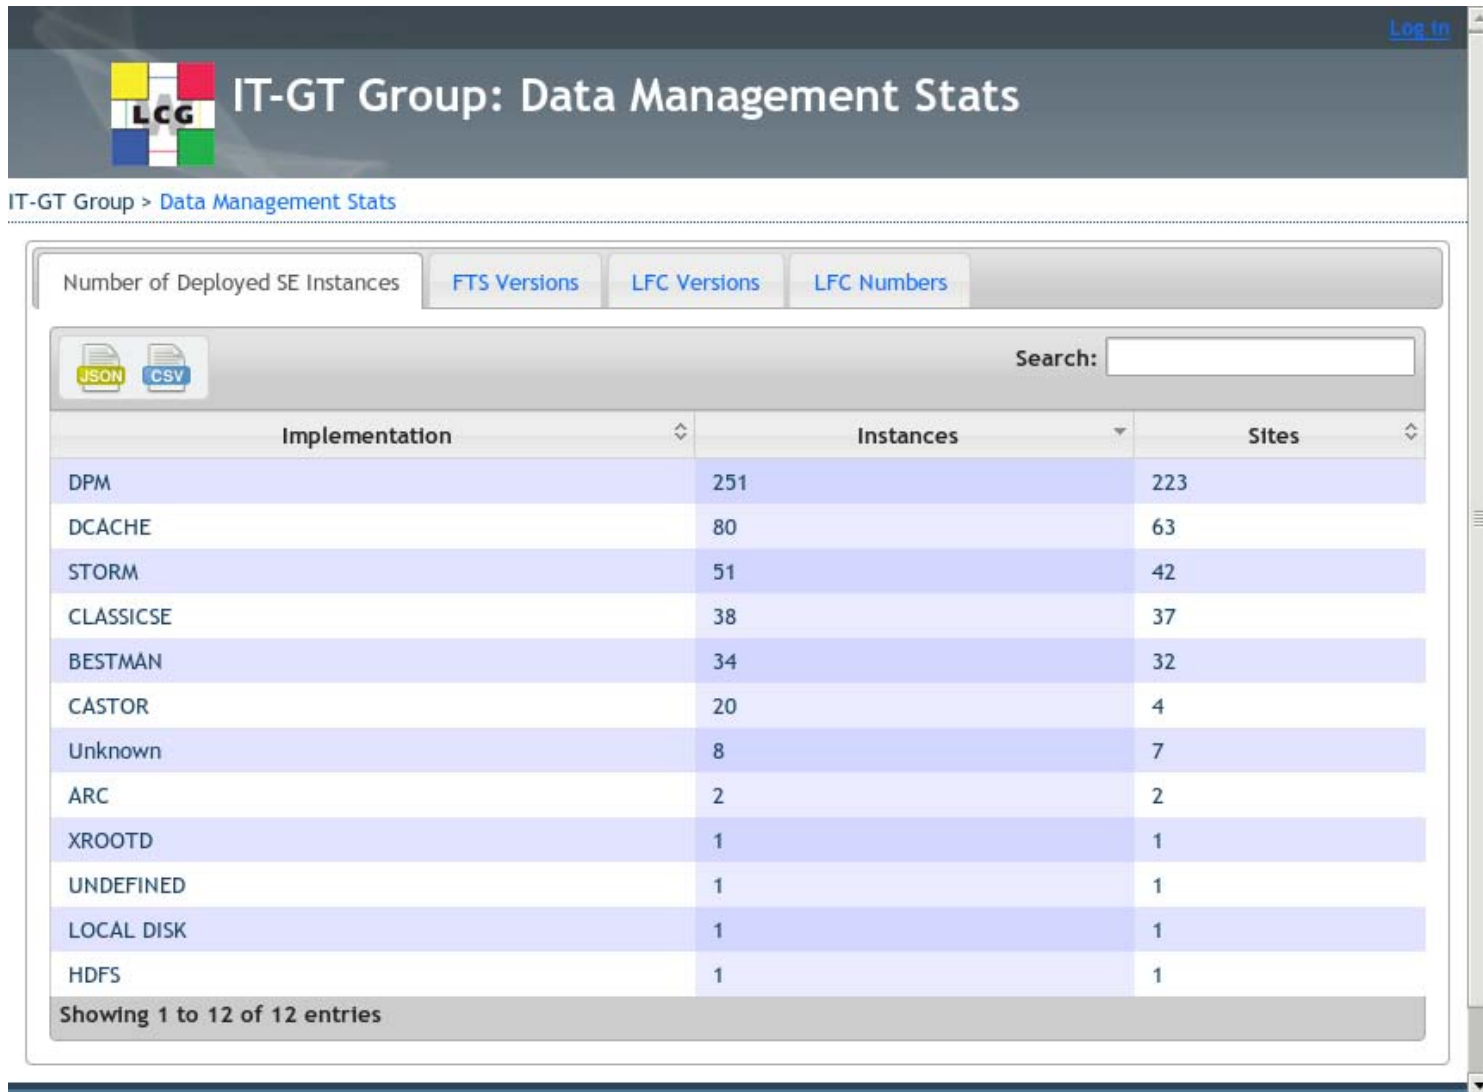 Log in
LCG
IT-GT Group: Data Management Stats
IT-GT Group > Data Management Stats
Number of Deployed SE Instances FTS Versions LFC Versions LFC Numbers
JSON CSV Search:
Implementation Instances Sites
DPM 251 223
DCACHE 80 63
STORM 51 42
CLASSICSE 38 37
BESTMAN 34 32
CASTOR 20 4
Unknown 8 7
ARC 2 2
XROOTD 1 1
UNDEFINED 1 1
LOCAL DISK 1 1
HDFS 1 1
Showing 1 to 12 of 12 entries